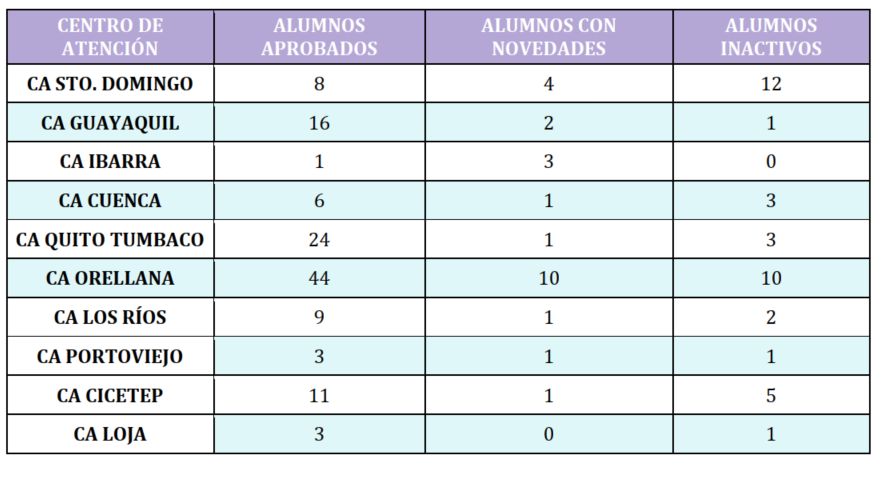 CENTRO DE ATENCIÓN ALUMNOS APROBADOS ALUMNOS CON NOVEDADES ALUMNOS INACTIVOS
CA STO. DOMINGO 8 4 12
CA GUAYAQUIL 16 2 1
CA IBARRA 1 3 0
CA CUENCA 6 1 3
CA QUITO TUMBACO 24 1 3
CA ORELLANA 44 10 10
CA LOS RÍOS 9 1 2
CA PORTOVIEJO 3 1 1
CA CICETEP 11 1 5
CA LOJA 3 0 1